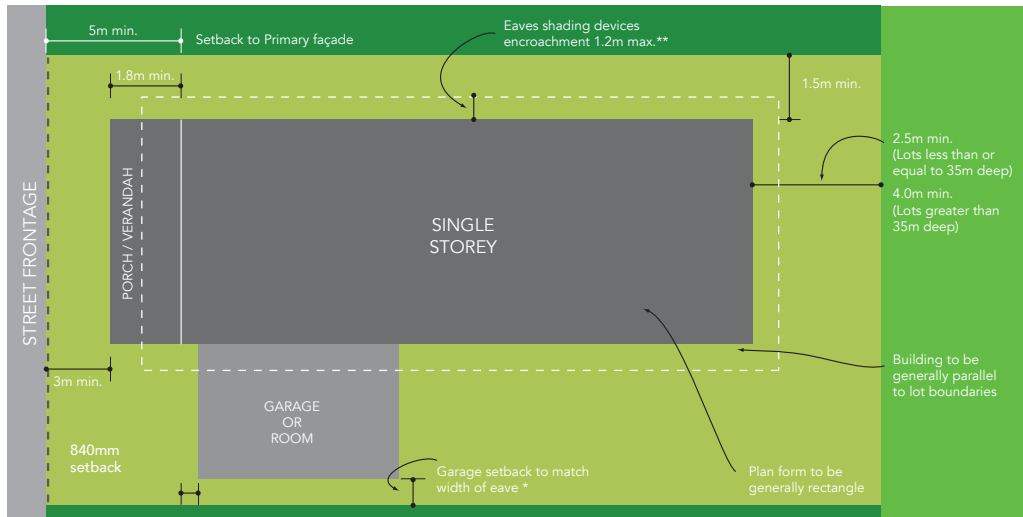 5m min.
Setback to Primary façade
Eaves shading devices
encroachment 1.2m max.**
1.8m min.
1.5m min.
2.5m min.
(Lots less than or
equal to 35m deep)
4.0m min.
(Lots greater than
35m deep)
STREET FRONTAGE
PORCH / VERANDAH
SINGLE
STOREY
3m min.
Building to be
generally parallel
to lot boundaries
GARAGE
OR
ROOM
840mm
setback
Garage setback to match
width of eave *
Plan form to be
generally rectangle